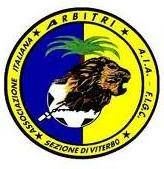 ASSOCIAZIONE ITALIANA
ARBITRI
A.I.A. - F.I.G.C.
SEZIONE DI VITERBO